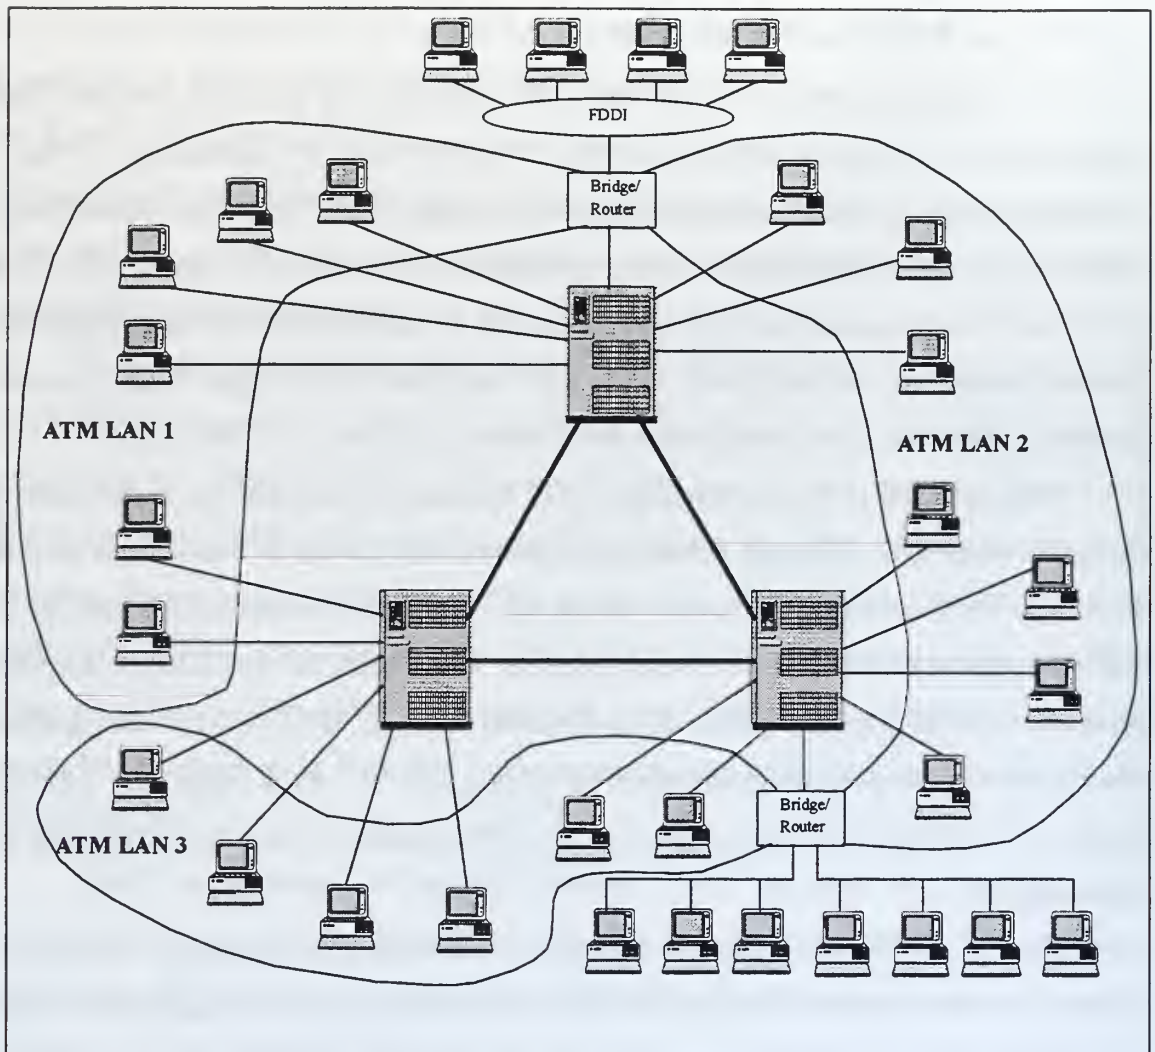 FDDI
Bridge/
Router
ATM LAN 1
ATM LAN 2
ATM LAN 3
Bridge/
Router